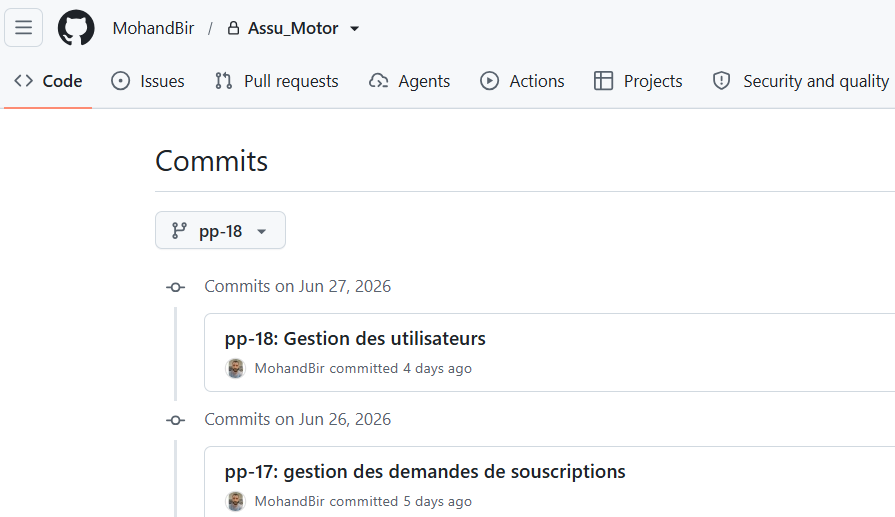 MohandBir / Assu_Motor
Code Issues Pull requests Agents Actions Projects Security and quality
Commits
pp-18
Commits on Jun 27, 2026
pp-18: Gestion des utilisateurs
MohandBir committed 4 days ago
Commits on Jun 26, 2026
pp-17: gestion des demandes de souscriptions
MohandBir committed 5 days ago